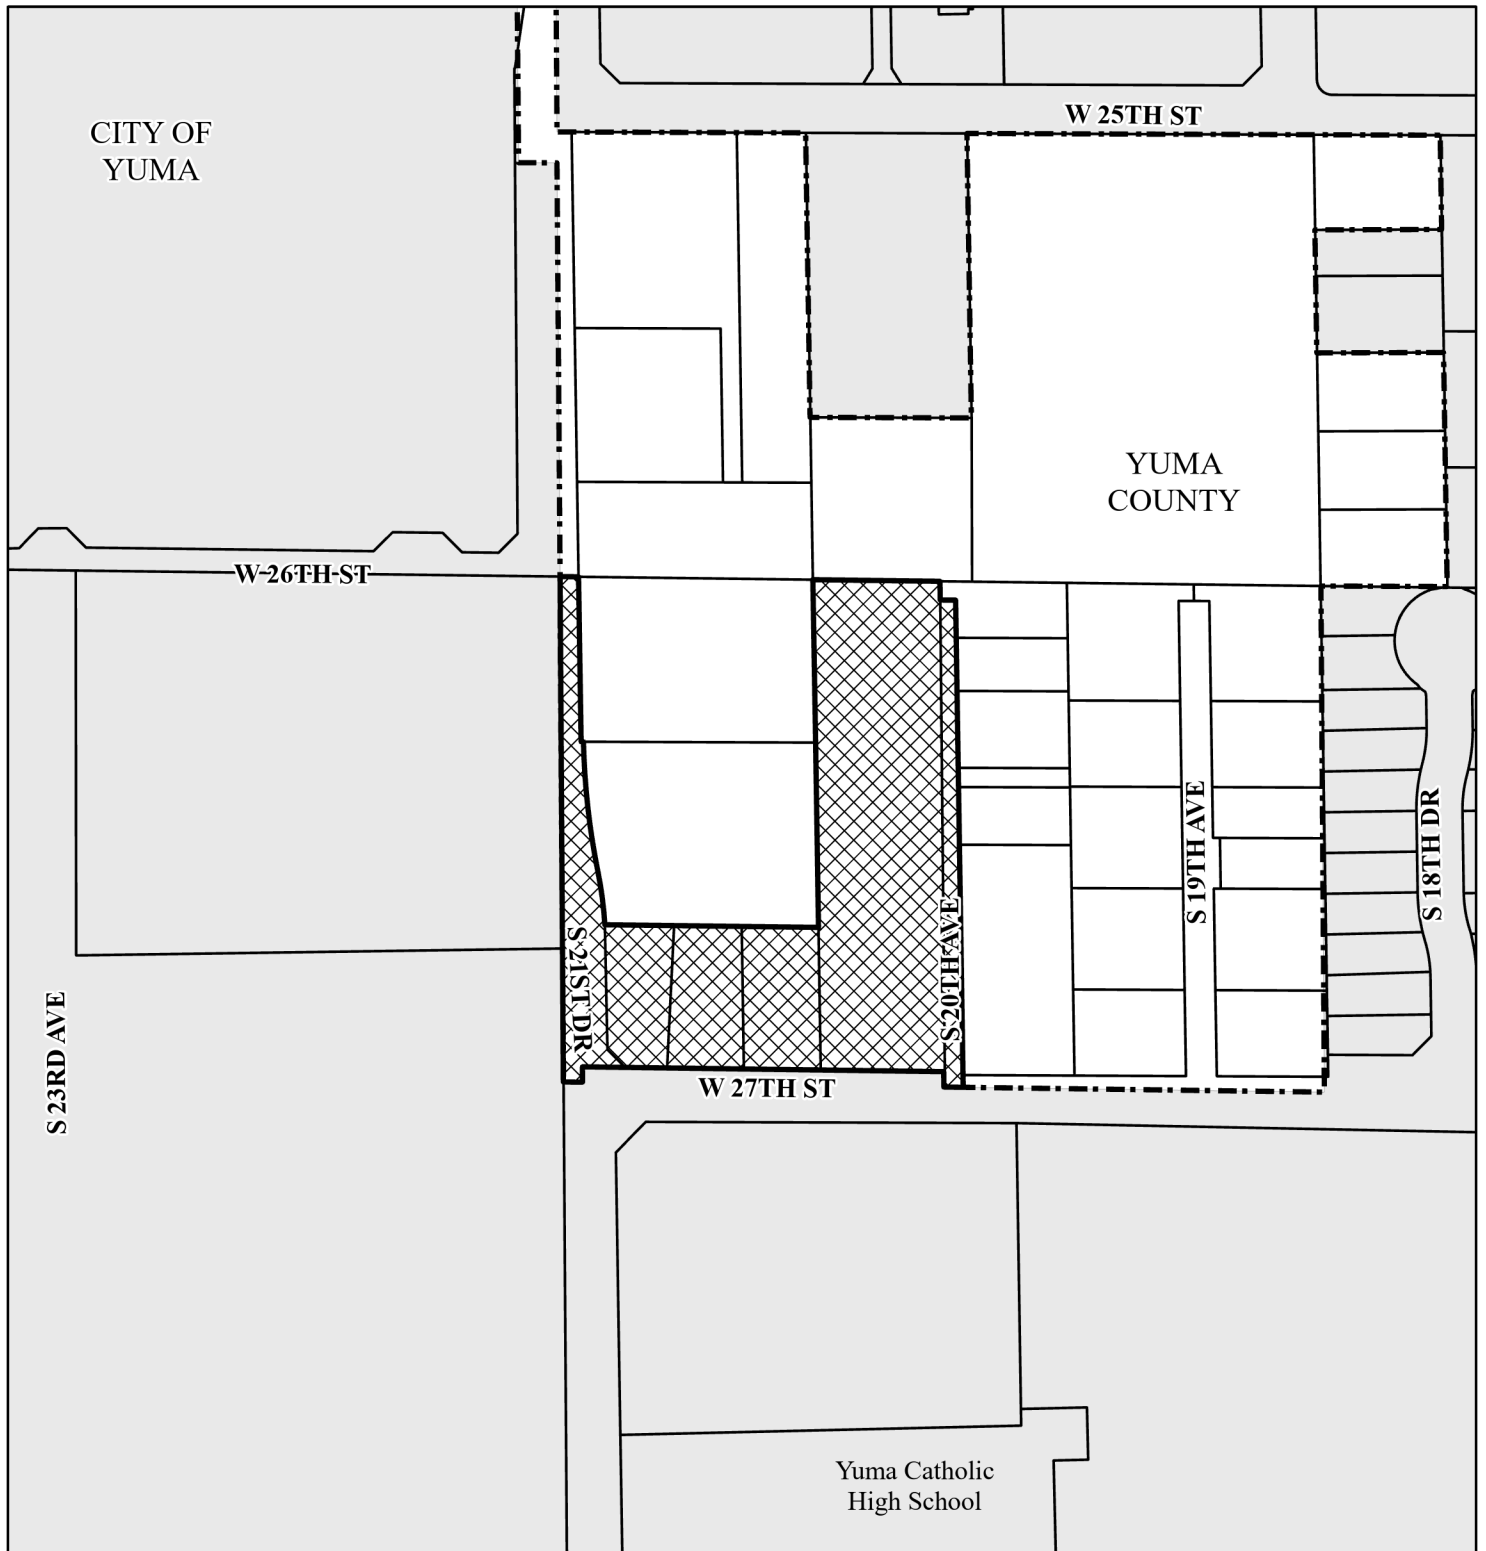 W 25TH ST
CITY OF
YUMA
YUMA
COUNTY
W 26TH ST
S 19TH AVE
S 18TH DR
S 20TH AVE
S 21ST DR
S 23RD AVE
W 27TH ST
Yuma Catholic
High School